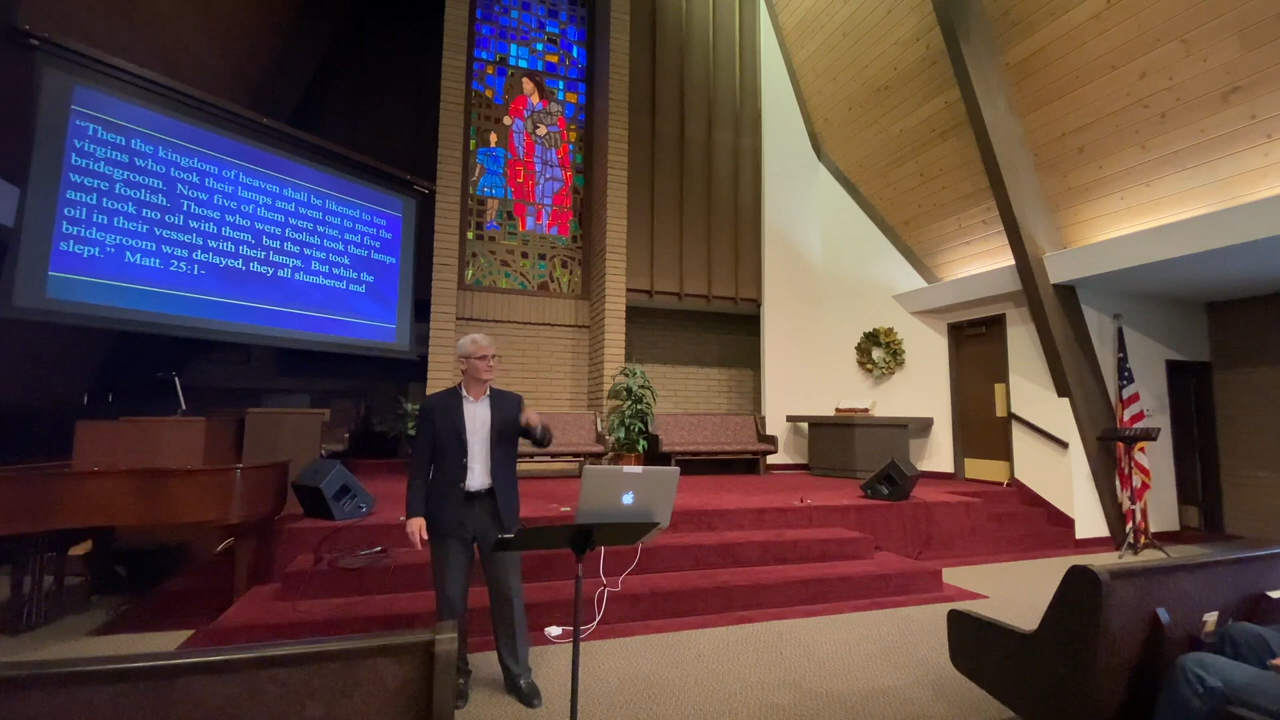 “Then the kingdom of heaven shall be likened to ten
virgins who took their lamps and went out to meet the
bridegroom.  Now five of them were wise, and five
were foolish.  Those who were foolish took their lamps
and took no oil with them, but the wise took
oil in their vessels with their lamps.  But while the
bridegroom was delayed, they all slumbered and
slept.”  Matt. 25:1-